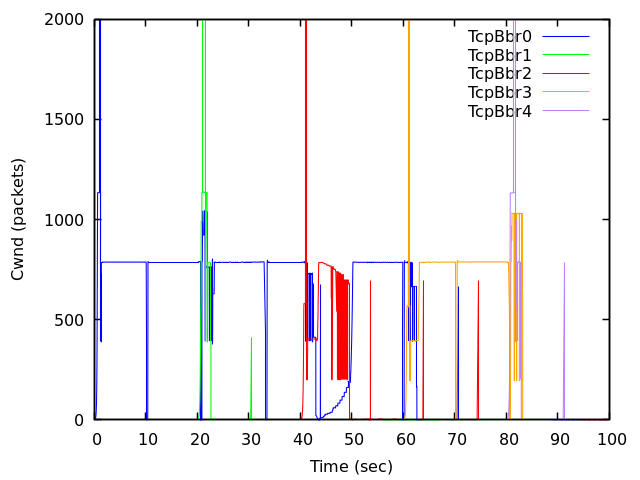 2000
1500
1000
500
0
Cwnd (packets)
TcpBbr0
TcpBbr1
TcpBbr2
TcpBbr3
TcpBbr4
0 10 20 30 40 50 60 70 80 90 100
Time (sec)